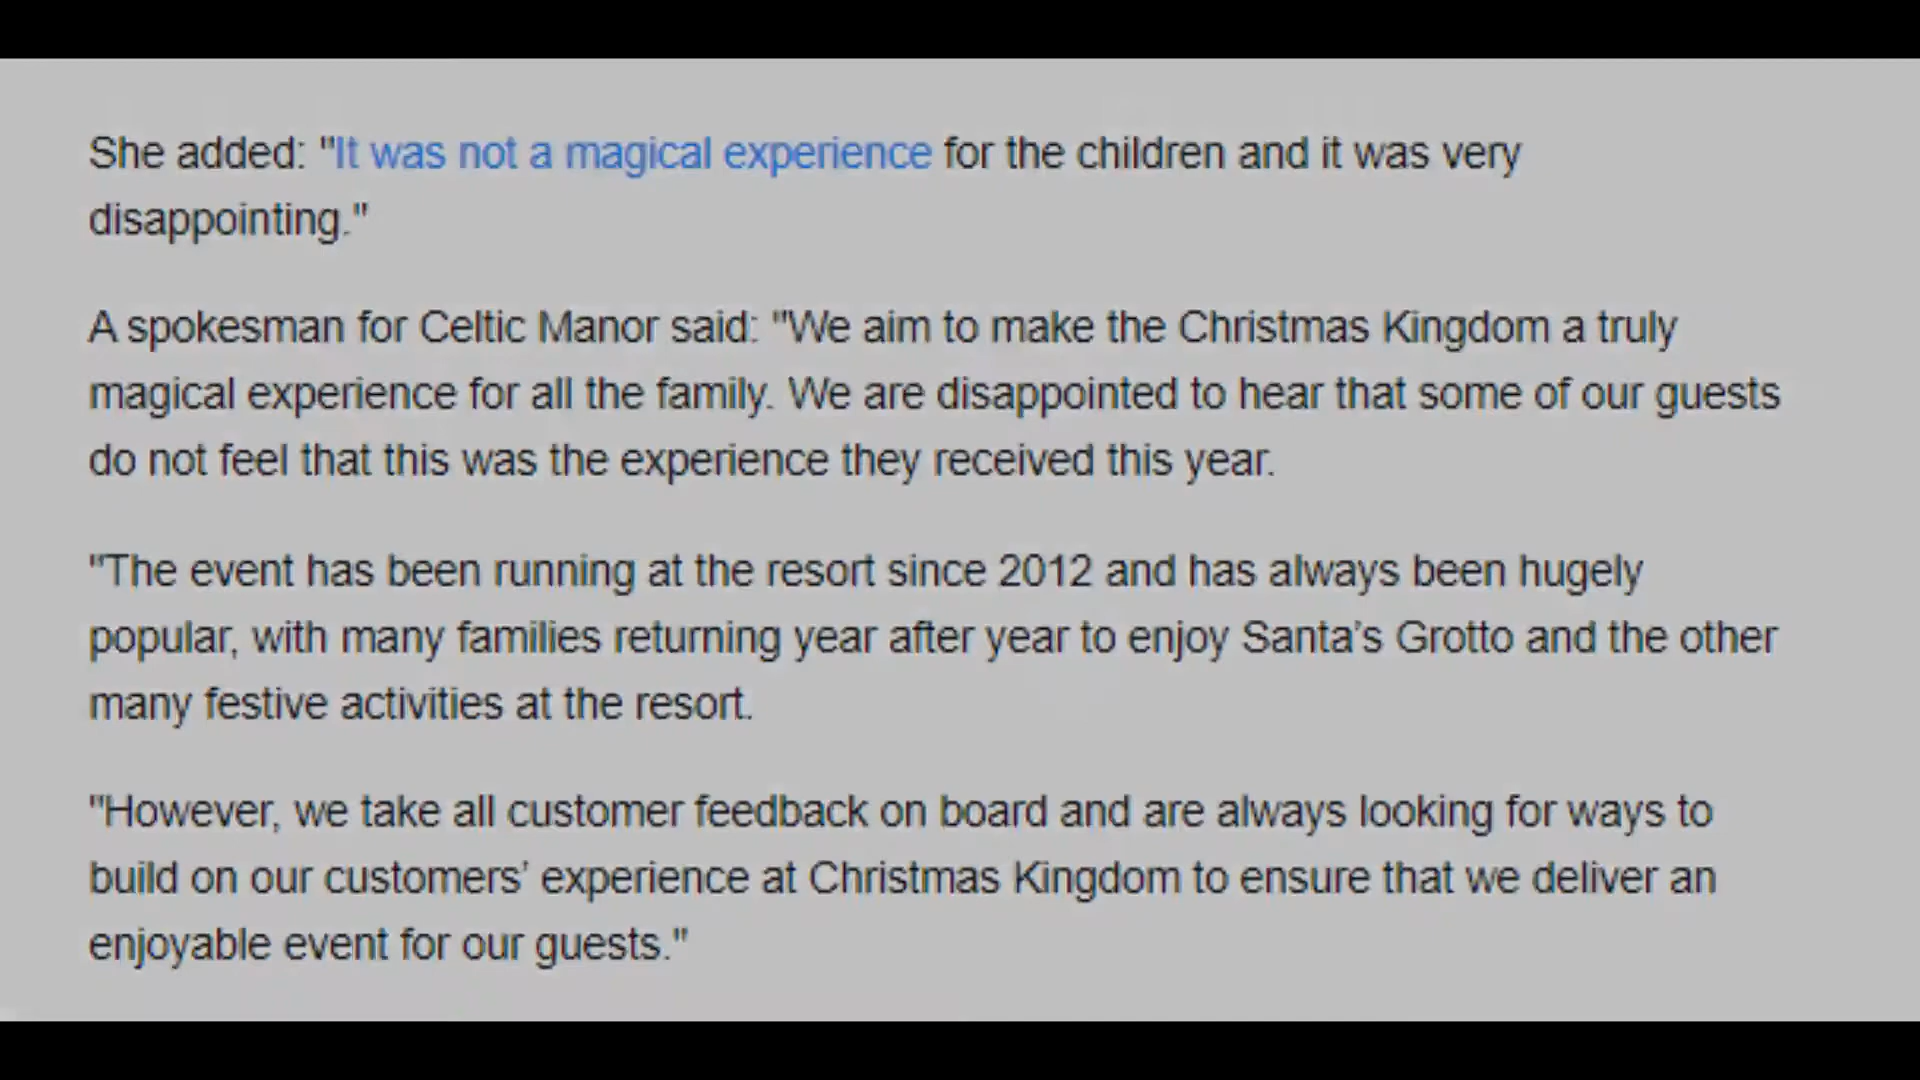 She added: "It was not a magical experience for the children and it was very
disappointing."
A spokesman for Celtic Manor said: "We aim to make the Christmas Kingdom a truly
magical experience for all the family. We are disappointed to hear that some of our guests
do not feel that this was the experience they received this year.
"The event has been running at the resort since 2012 and has always been hugely
popular, with many families returning year after year to enjoy Santa's Grotto and the other
many festive activities at the resort.
"However, we take all customer feedback on board and are always looking for ways to
build on our customers' experience at Christmas Kingdom to ensure that we deliver an
enjoyable event for our guests."